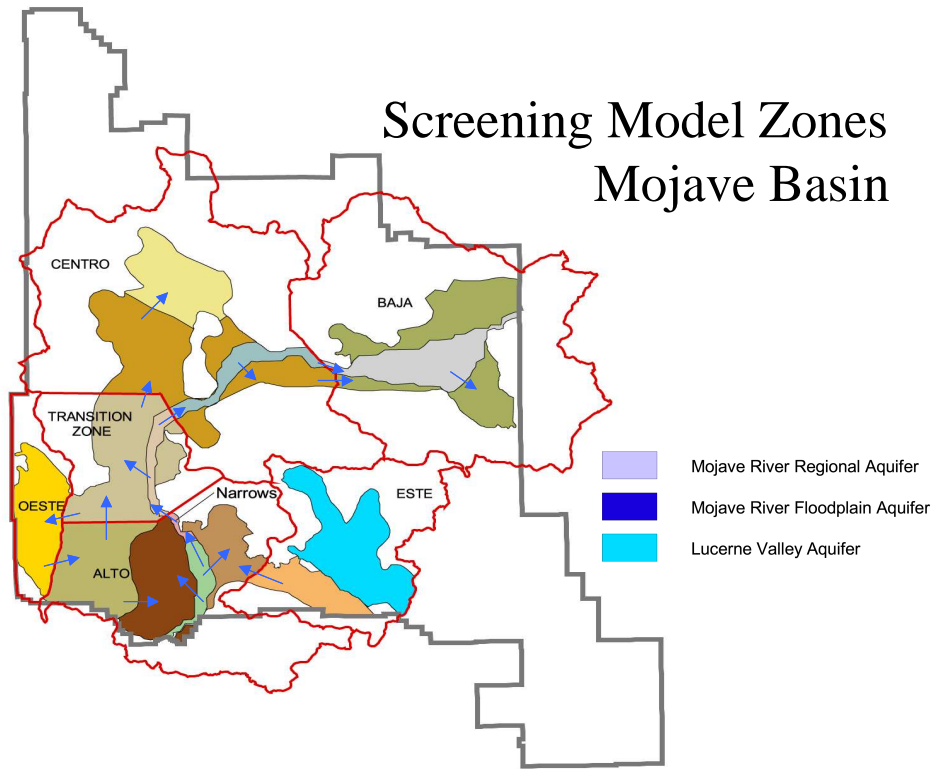 Screening Model Zones
Mojave Basin
CENTRO
BAJA
TRANSITION
ZONE
OESTE
Narrows
ESTE
ALTO
Mojave River Regional Aquifer
Mojave River Floodplain Aquifer
Lucerne Valley Aquifer